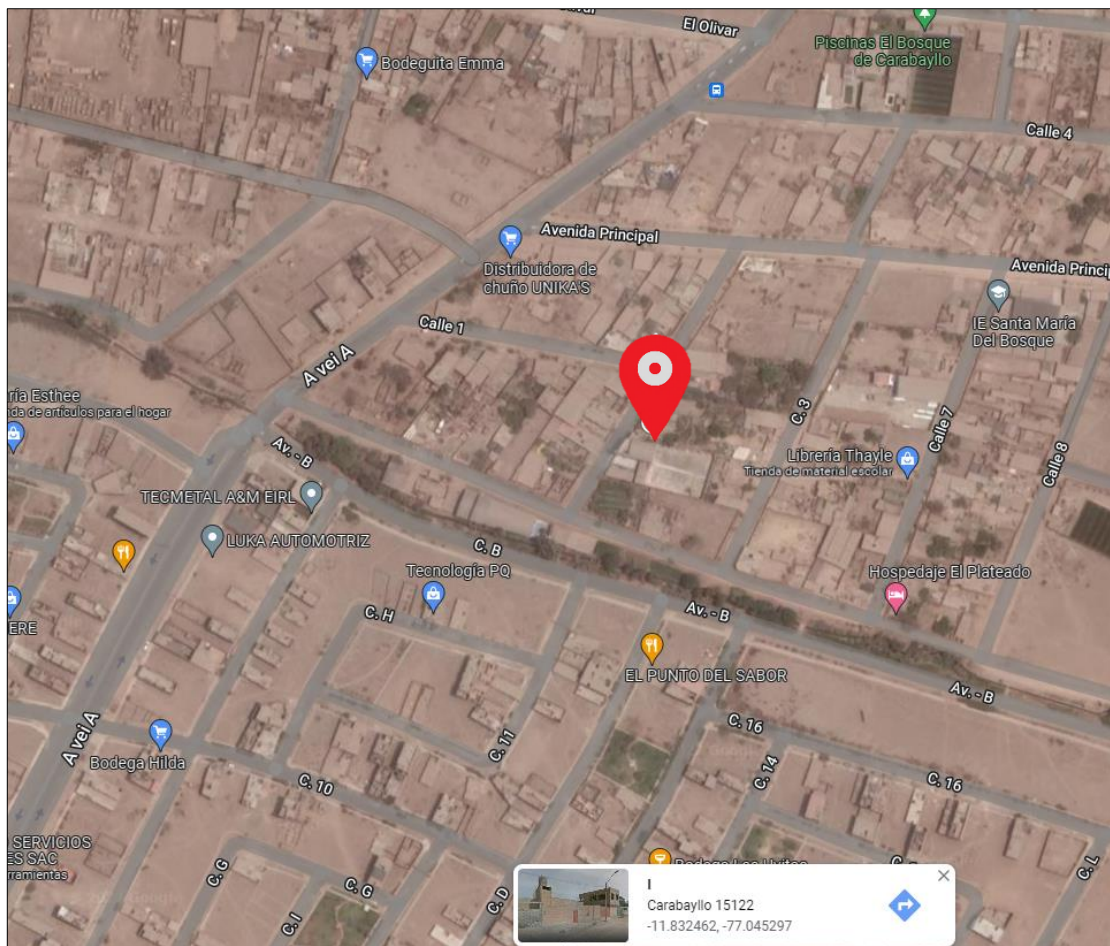 El Olivar
Piscinas El Bosque
de Carabayllo
Bodeguita Emma
Calle 4
Avenida Principal
Distribuidora de
chuño UNIKA'S
Calle 1
IE Santa María
Del Bosque
A vei A
ría Esthee
nda de artículos para el hogar
C. 3
Calle 7
Calle 8
Librería Thayle
Tienda de material escolar
Av. - B
TECMETAL A&M EIRL
LUKA AUTOMOTRIZ
C. B
Tecnología PQ
Hospedaje El Plateado
ERE
C. H
Av. - B
EL PUNTO DEL SABOR
Av. - B
A vei A
C. 16
C. 11
Bodega Hilda
C. 14
C. 16
C. 10
SERVICIOS
ES SAC
rramientas
C. G
C. G
C. I
C. D
C. L
I
Carabayllo 15122
-11.832462, -77.045297